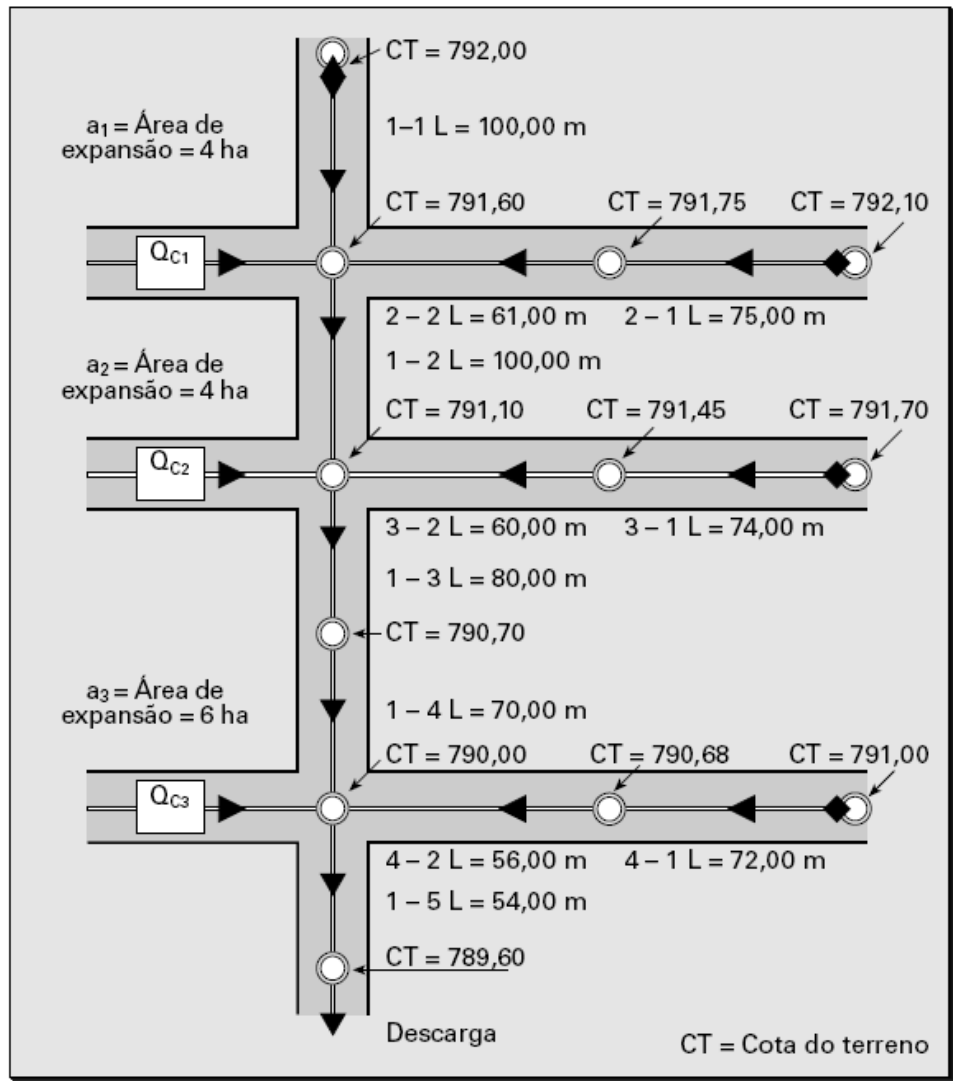 CT = 792,00
a₁ = Área de
expansão = 4 ha
1–1 L = 100,00 m
CT = 791,60
CT = 791,75
CT = 792,10
Q_C1
2 – 2 L = 61,00 m
2 – 1 L = 75,00 m
a₂ = Área de
expansão = 4 ha
1 – 2 L = 100,00 m
CT = 791,10
CT = 791,45
CT = 791,70
Q_C2
3 – 2 L = 60,00 m
3 – 1 L = 74,00 m
1 – 3 L = 80,00 m
CT = 790,70
a₃ = Área de
expansão = 6 ha
1 – 4 L = 70,00 m
CT = 790,00
CT = 790,68
CT = 791,00
Q_C3
4 – 2 L = 56,00 m
4 – 1 L = 72,00 m
1 – 5 L = 54,00 m
CT = 789,60
Descarga
CT = Cota do terreno